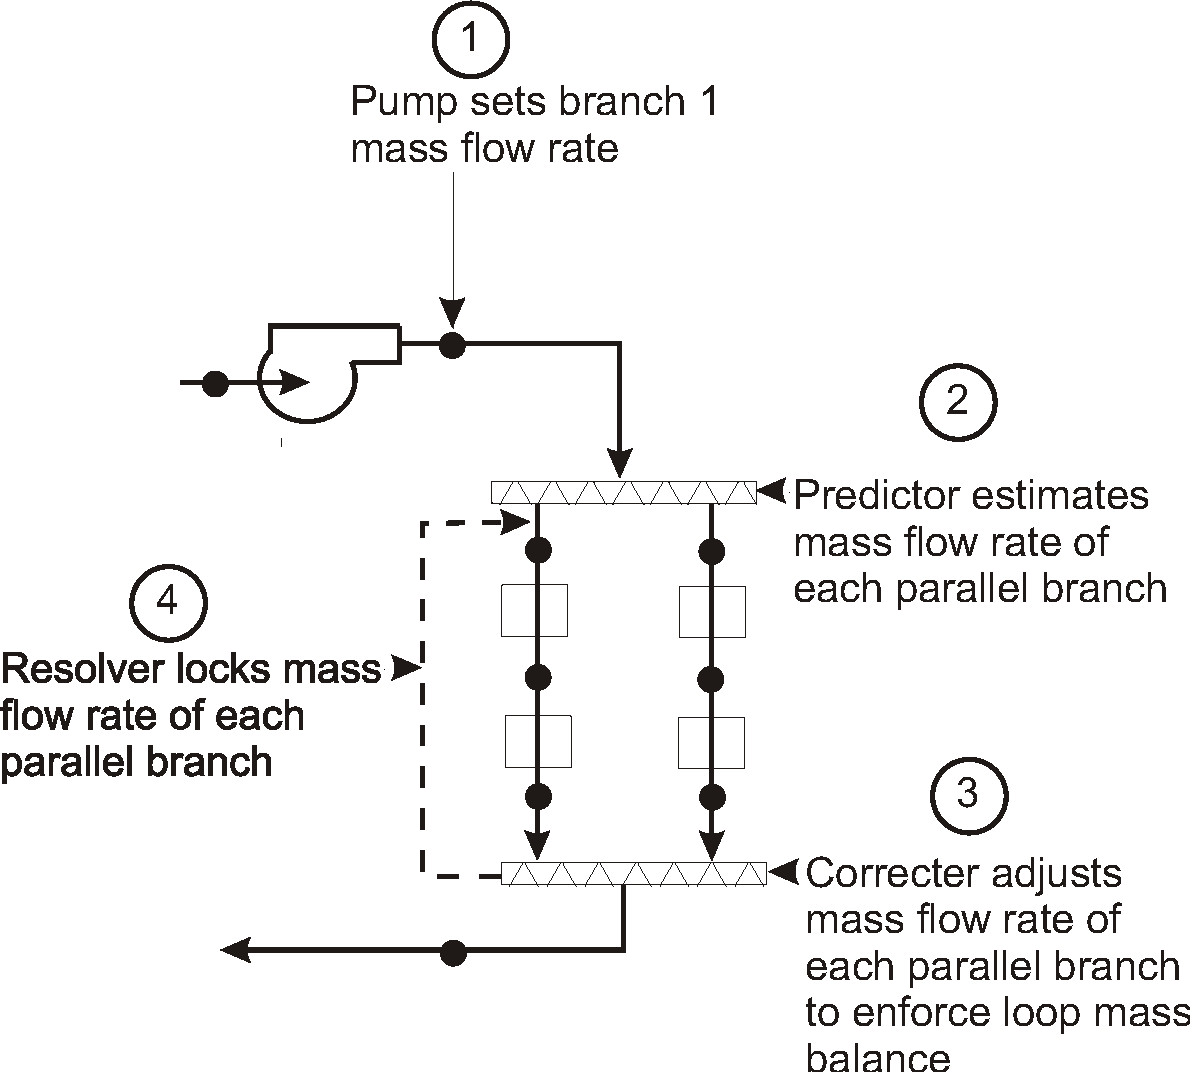 1
Pump sets branch 1
mass flow rate
2
Predictor estimates
mass flow rate of
each parallel branch
4
Resolver locks mass
flow rate of each
parallel branch
3
Correcter adjusts
mass flow rate of
each parallel branch
to enforce loop mass
balance